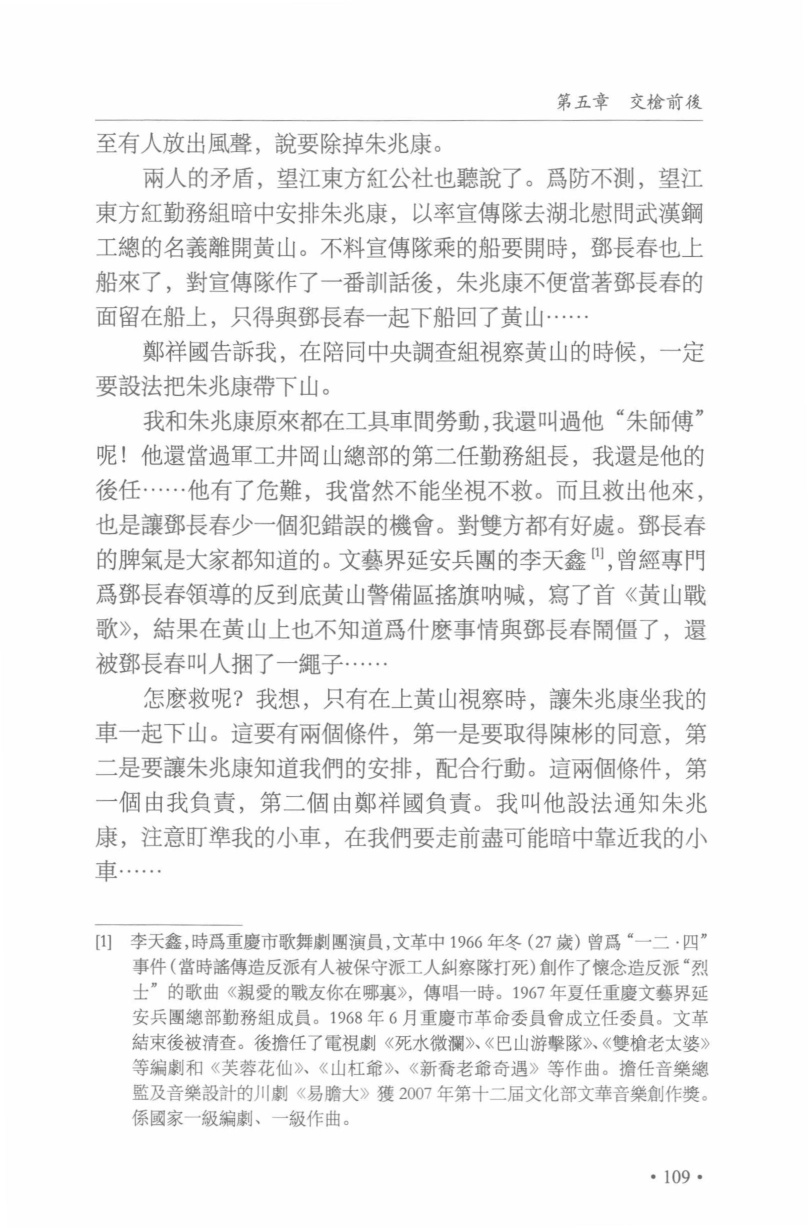 第五章　交槍前後
至有人放出風聲，說要除掉朱兆康。
兩人的矛盾，望江東方紅公社也聽說了。爲防不測，望江
東方紅勤務組暗中安排朱兆康，以率宣傳隊去湖北慰問武漢鋼
工總的名義離開黃山。不料宣傳隊乘的船要開時，鄧長春也上
船來了，對宣傳隊作了一番訓話後，朱兆康不便當著鄧長春的
面留在船上，只得與鄧長春一起下船回了黃山……
鄭祥國告訴我，在陪同中央調查組視察黃山的時候，一定
要設法把朱兆康帶下山。
我和朱兆康原來都在工具車間勞動，我還叫過他“朱師傅”
呢！他還當過軍工井岡山總部的第二任勤務組長，我還是他的
後任……他有了危難，我當然不能坐視不救。而且救出他來，
也是讓鄧長春少一個犯錯誤的機會。對雙方都有好處。鄧長春
的脾氣是大家都知道的。文藝界延安兵團的李天鑫[1]，曾經專門
爲鄧長春領導的反到底黃山警備區搖旗吶喊，寫了首《黃山戰
歌》，結果在黃山上也不知道爲什麽事情與鄧長春鬧僵了，還
被鄧長春叫人捆了一繩子……
怎麽救呢？我想，只有在上黃山視察時，讓朱兆康坐我的
車一起下山。這要有兩個條件，第一是要取得陳彬的同意，第
二是要讓朱兆康知道我們的安排，配合行動。這兩個條件，第
一個由我負責，第二個由鄭祥國負責。我叫他設法通知朱兆
康，注意盯準我的小車，在我們要走前盡可能暗中靠近我的小
車……
[1]　李天鑫，時爲重慶市歌舞劇團演員，文革中 1966 年冬（27 歲）曾爲“一二·四”
事件（當時謠傳造反派有人被保守派工人糾察隊打死）創作了懷念造反派“烈
士”的歌曲《親愛的戰友你在哪裏》，傳唱一時。1967 年夏任重慶文藝界延
安兵團總部勤務組成員。1968 年 6 月重慶市革命委員會成立任委員。文革
結束後被清查。後擔任了電視劇《死水微瀾》、《巴山游擊隊》、《雙槍老太婆》
等編劇和《芙蓉花仙》、《山杠爺》、《新喬老爺奇遇》等作曲。擔任音樂總
監及音樂設計的川劇《易膽大》獲 2007 年第十二屆文化部文華音樂創作獎。
係國家一級編劇、一級作曲。
·109·